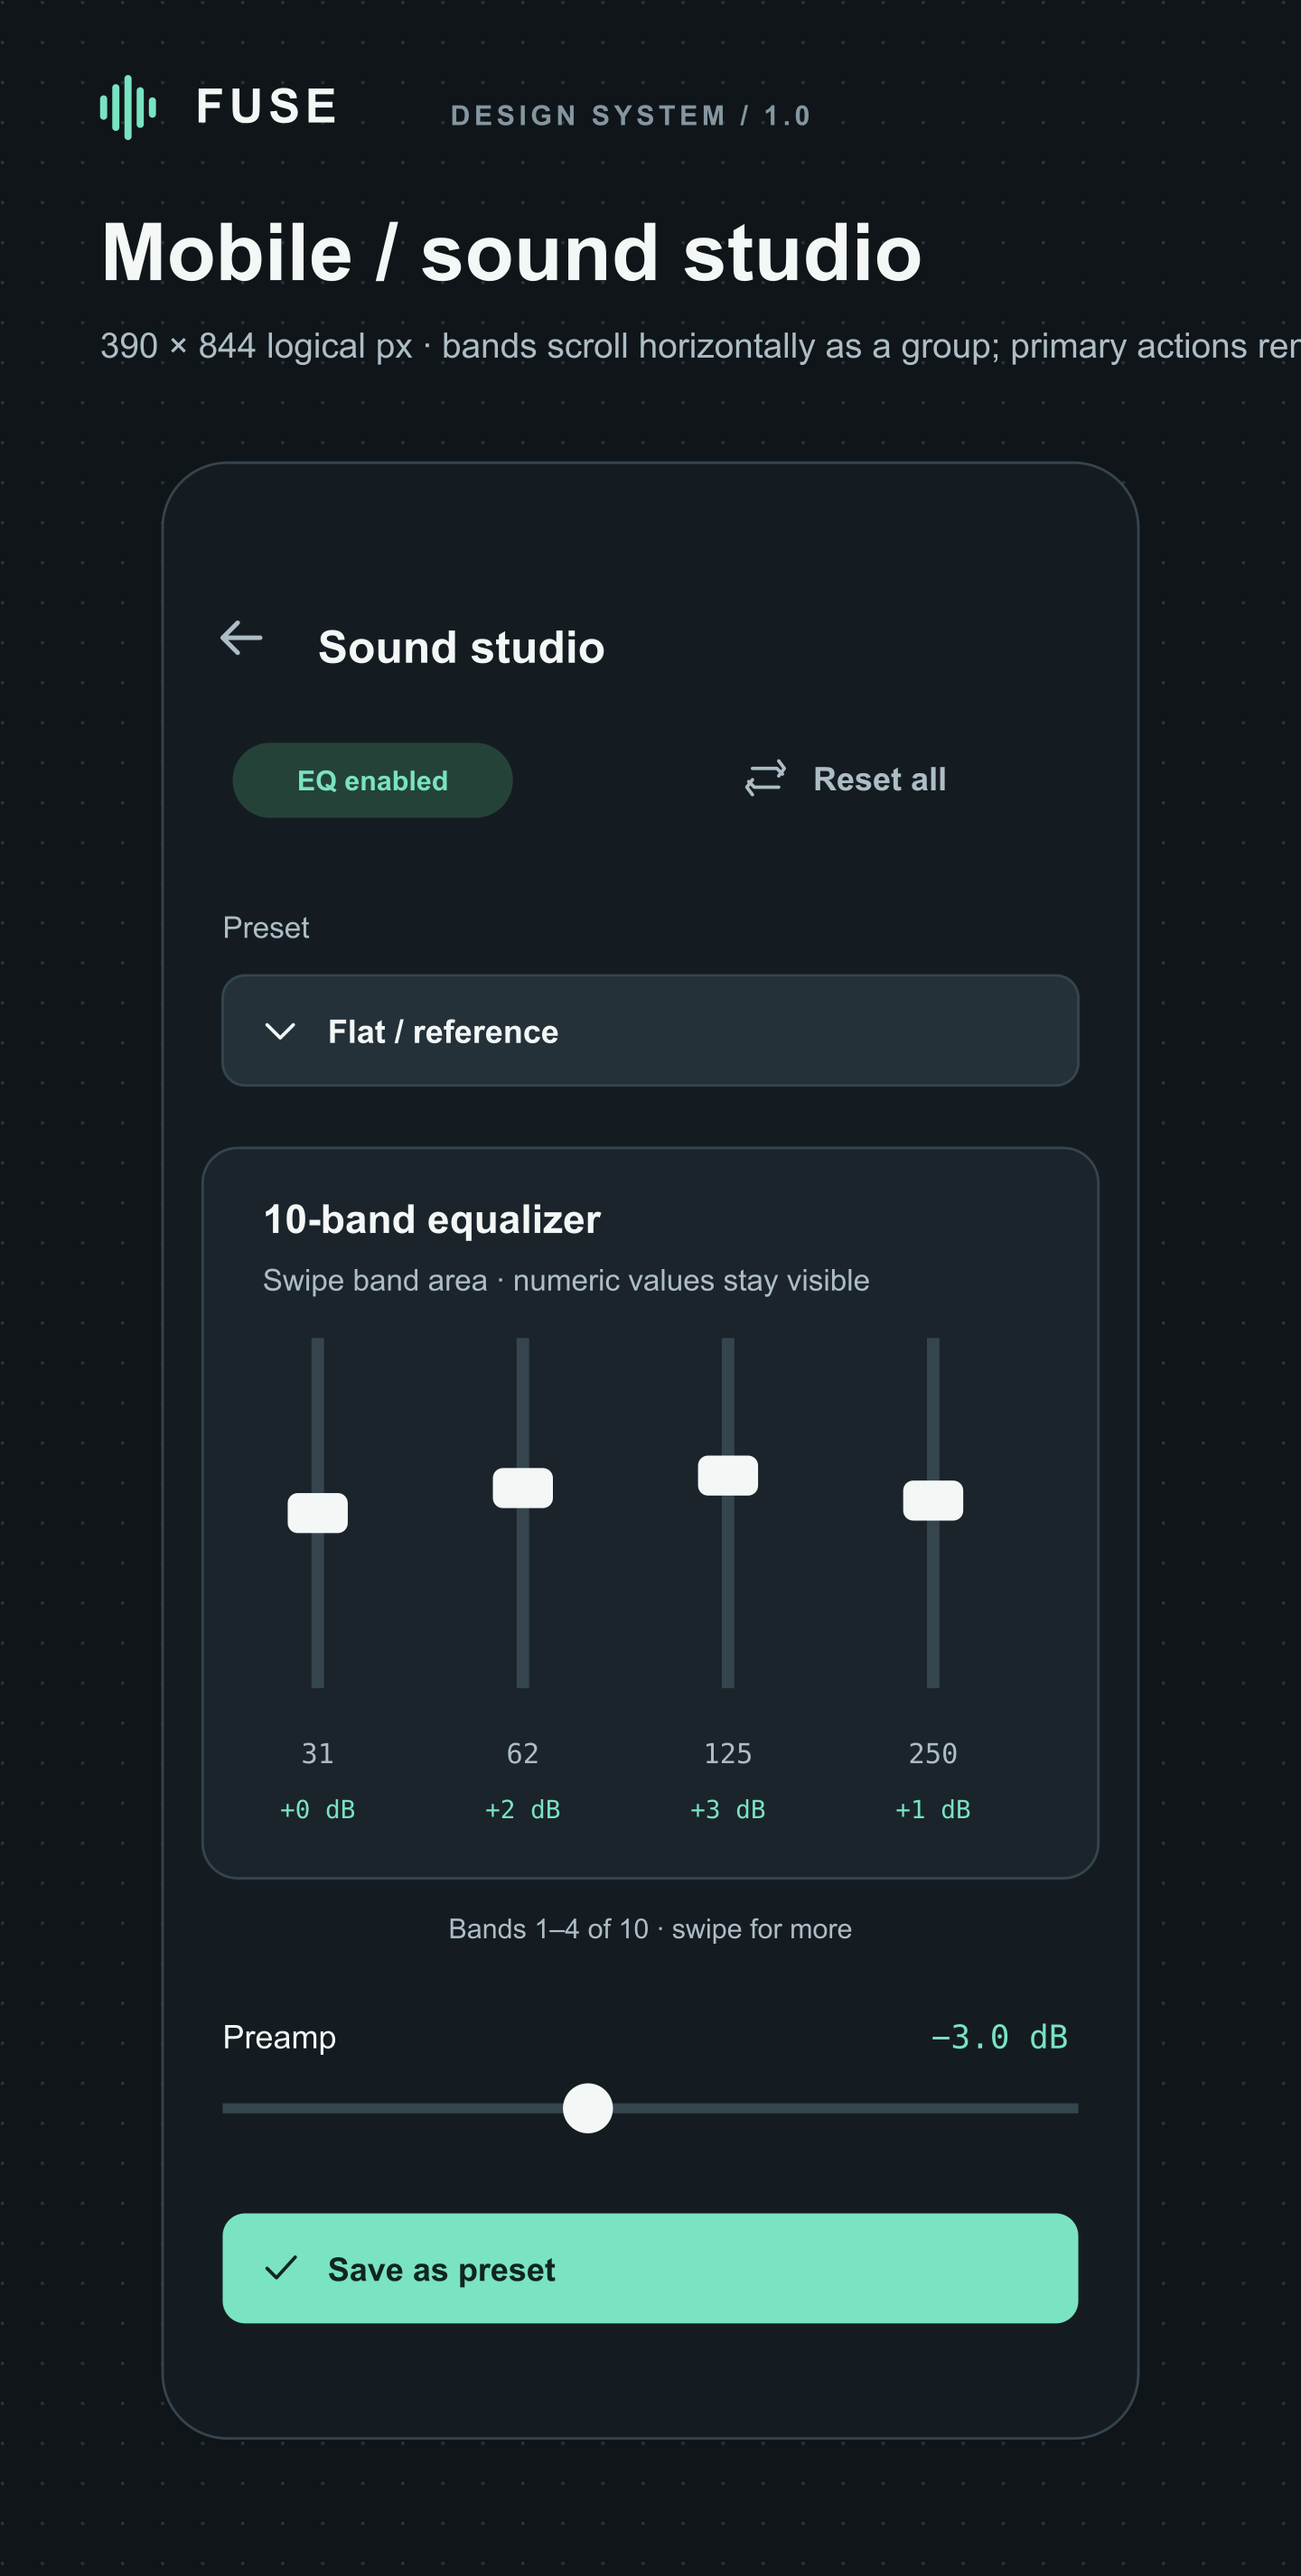 FUSE
DESIGN SYSTEM / 1.0
Mobile / sound studio
390 × 844 logical px · bands scroll horizontally as a group; primary actions
Sound studio
EQ enabled
Reset all
Preset
Flat / reference
10-band equalizer
Swipe band area · numeric values stay visible
31 62 125 250
+0 dB +2 dB +3 dB +1 dB
Bands 1–4 of 10 · swipe for more
Preamp −3.0 dB
Save as preset